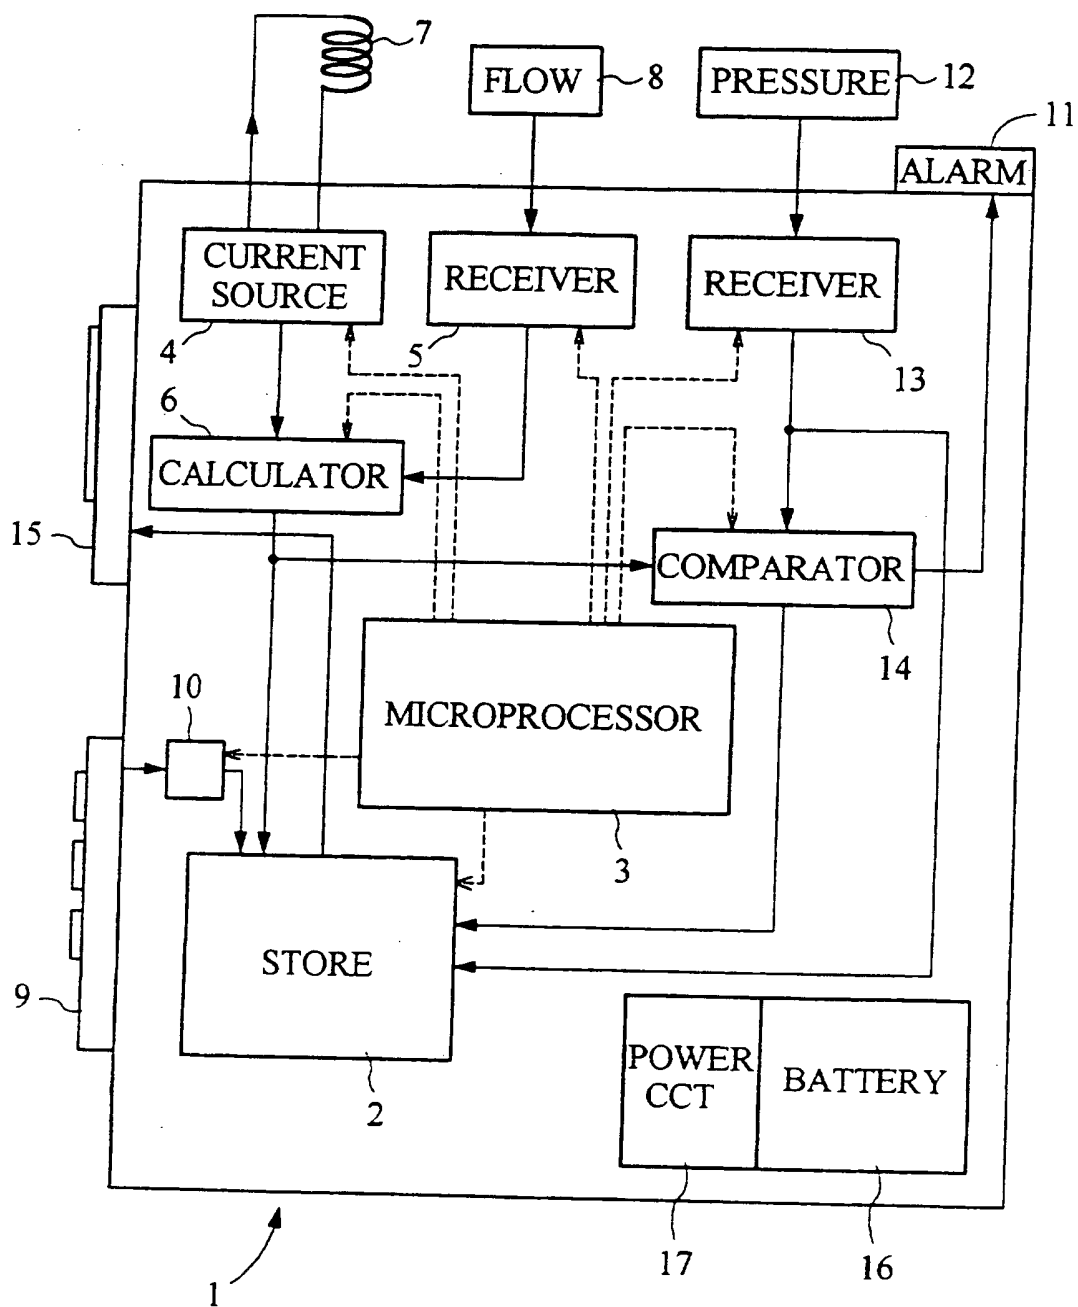 7
FLOW
8
PRESSURE
12
11
ALARM
CURRENT
SOURCE
RECEIVER
RECEIVER
4
5
13
6
CALCULATOR
15
COMPARATOR
14
10
MICROPROCESSOR
3
STORE
9
2
POWER
CCT
BATTERY
17
16
1